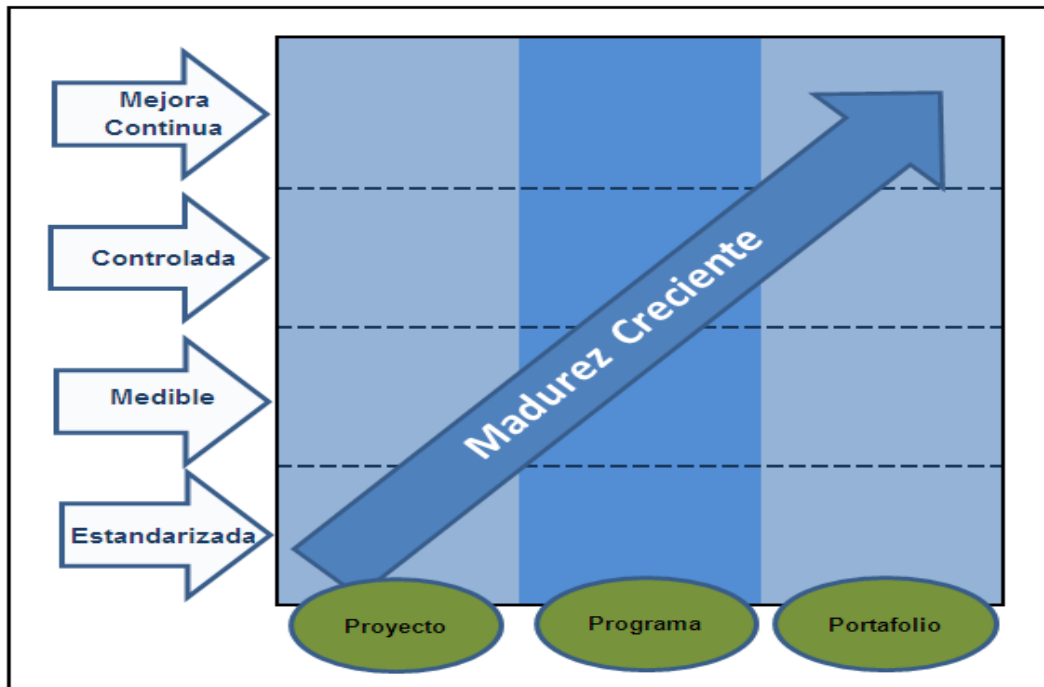 Mejora
Continua
Controlada
Medible
Estandarizada
Madurez Creciente
Proyecto
Programa
Portafolio